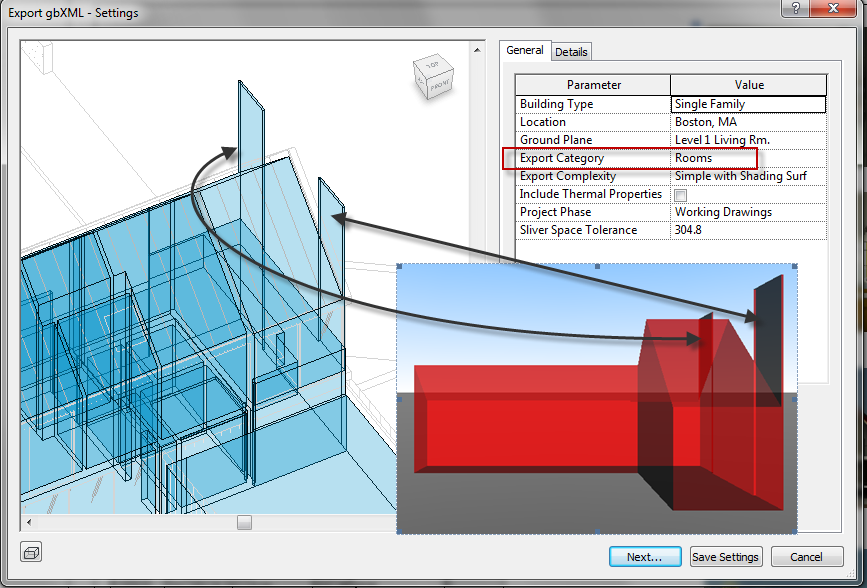 Export gbXML - Settings
?
TOP
FRONT
General
Details
Parameter Value
Building Type Single Family
Location Boston, MA
Ground Plane Level 1 Living Rm.
Export Category Rooms
Export Complexity Simple with Shading Surf
Include Thermal Properties
Project Phase Working Drawings
Sliver Space Tolerance 304.8
Next...
Save Settings
Cancel